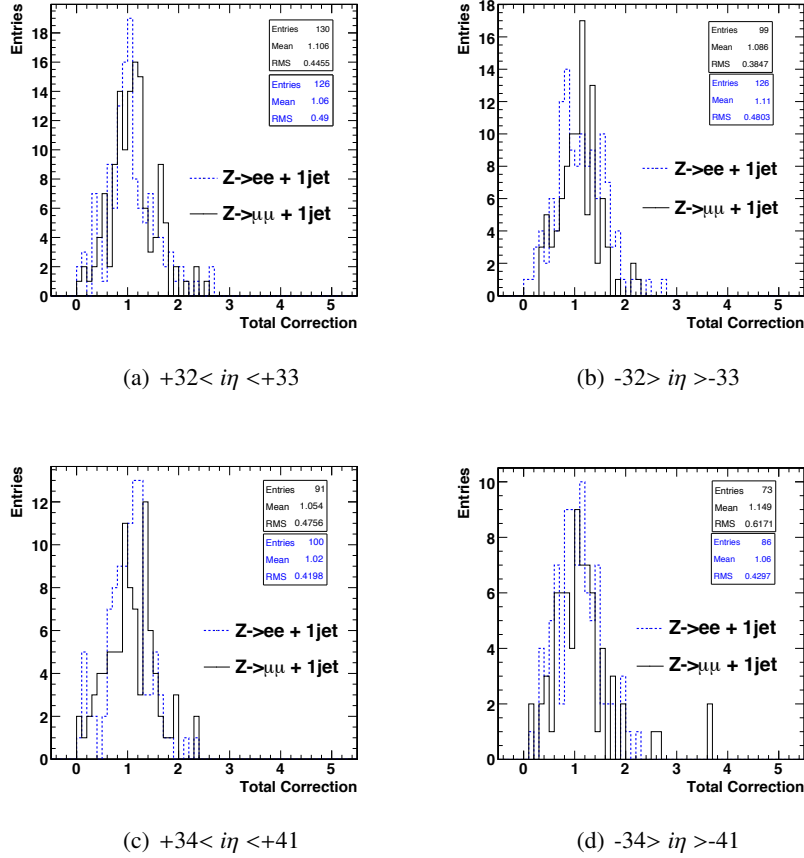 Entries
18
16
14
12
10
8
6
4
2
0
0 1 2 3 4 5
Total Correction
Entries 130
Mean 1.106
RMS 0.4455
Entries 126
Mean 1.06
RMS 0.49
Z->ee + 1jet
Z->μμ + 1jet
(a) +32< iη <+33
Entries
18
16
14
12
10
8
6
4
2
0
0 1 2 3 4 5
Total Correction
Entries 99
Mean 1.086
RMS 0.3847
Entries 126
Mean 1.11
RMS 0.4803
Z->ee + 1jet
Z->μμ + 1jet
(b) -32> iη >-33
Entries
12
10
8
6
4
2
0
0 1 2 3 4 5
Total Correction
Entries 91
Mean 1.054
RMS 0.4756
Entries 100
Mean 1.02
RMS 0.4198
Z->ee + 1jet
Z->μμ + 1jet
(c) +34< iη <+41
Entries
10
8
6
4
2
0
0 1 2 3 4 5
Total Correction
Entries 73
Mean 1.149
RMS 0.6171
Entries 86
Mean 1.06
RMS 0.4297
Z->ee + 1jet
Z->μμ + 1jet
(d) -34> iη >-41